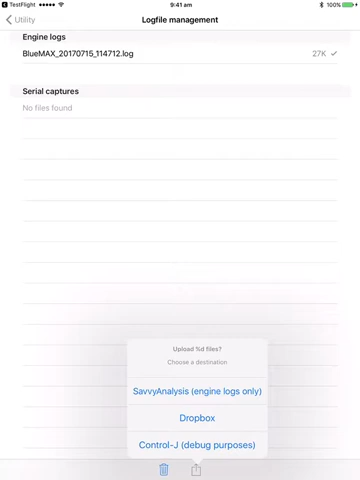 TestFlight
9:41 am
100%
Utility
Logfile management
Engine logs
BlueMAX_20170715_114712.log
27K
Serial captures
No files found
Upload %d files?
Choose a destination
SavvyAnalysis (engine logs only)
Dropbox
Control-J (debug purposes)